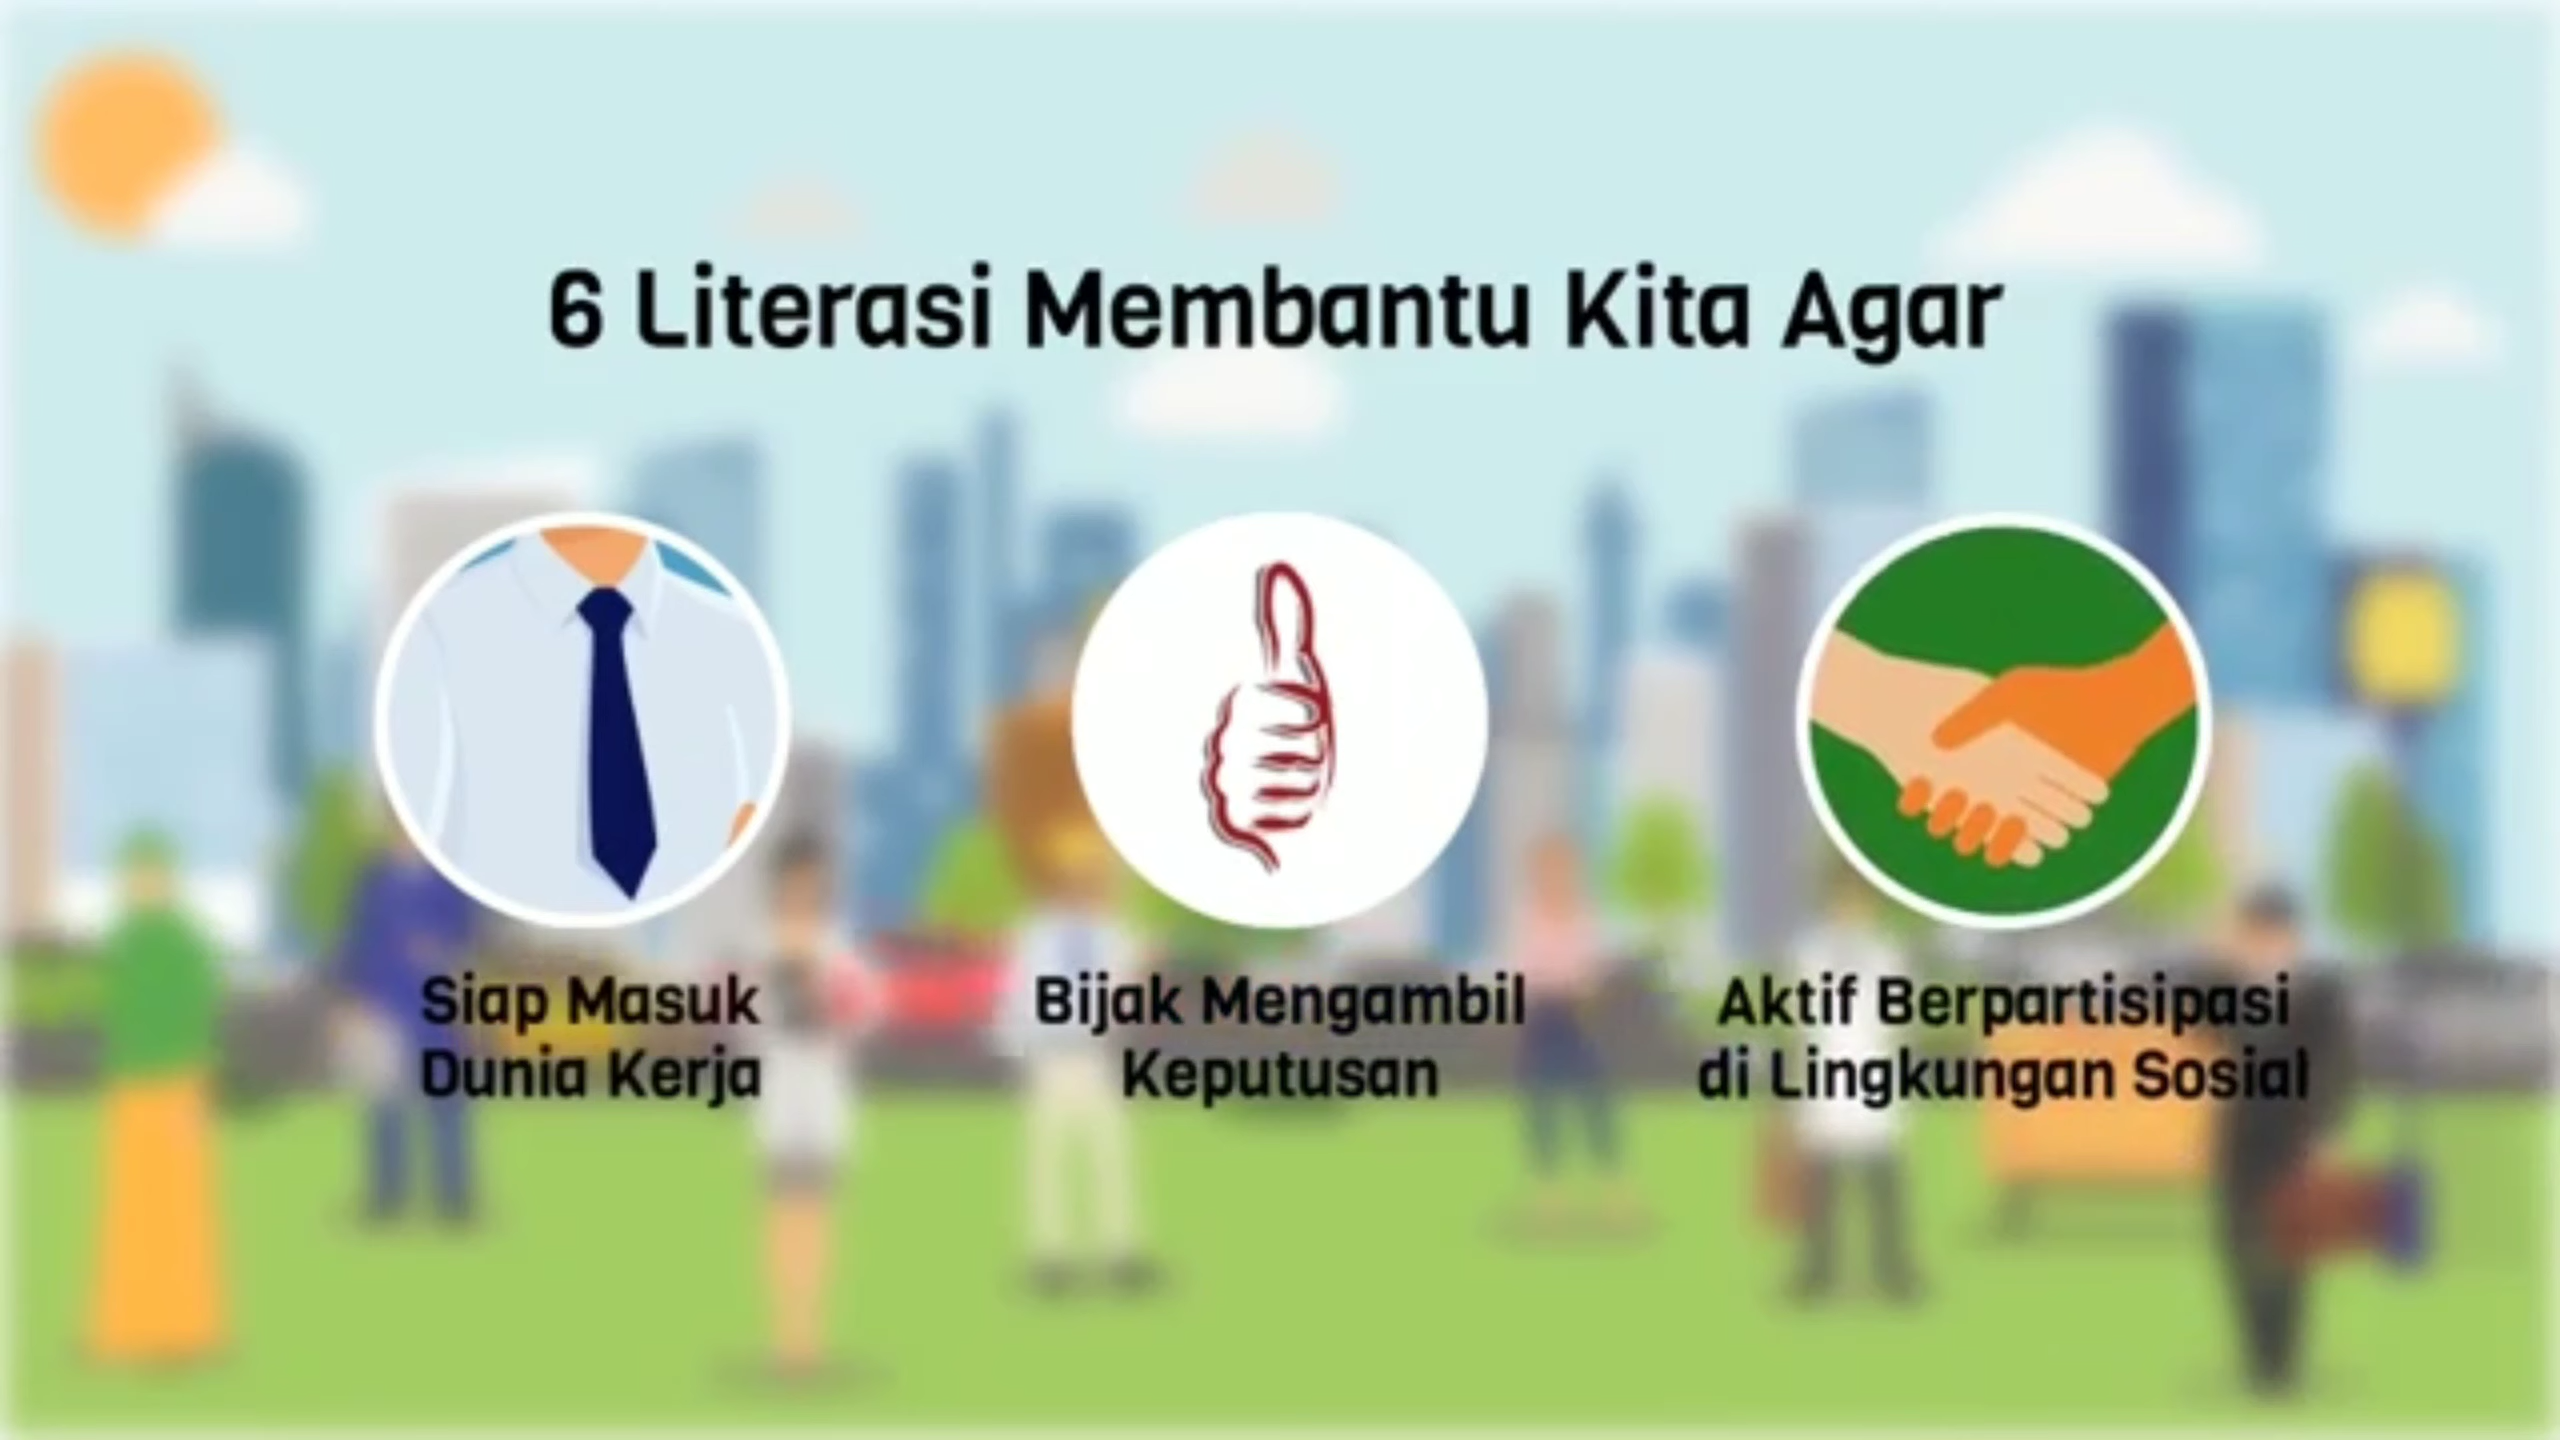 6 Literasi Membantu Kita Agar
Siap Masuk
Dunia Kerja
Bijak Mengambil
Keputusan
Aktif Berpartisipasi
di Lingkungan Sosial